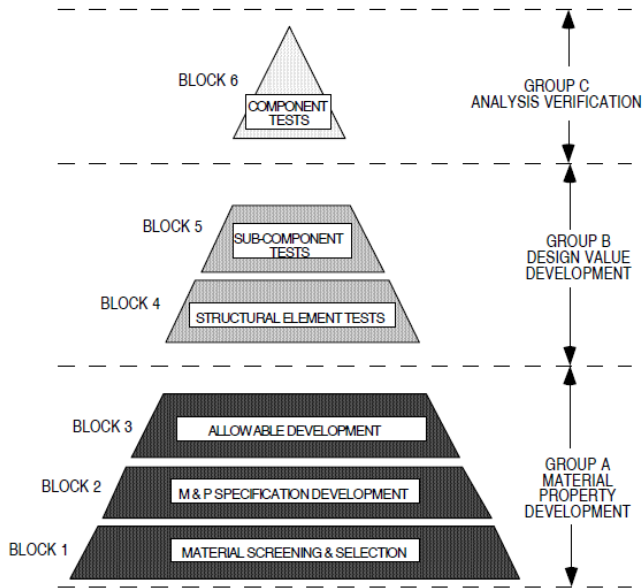 BLOCK 6
COMPONENT
TESTS
GROUP C
ANALYSIS VERIFICATION
BLOCK 5
SUB-COMPONENT
TESTS
GROUP B
DESIGN VALUE
DEVELOPMENT
BLOCK 4
STRUCTURAL ELEMENT TESTS
BLOCK 3
ALLOWABLE DEVELOPMENT
GROUP A
MATERIAL
PROPERTY
DEVELOPMENT
BLOCK 2
M & P SPECIFICATION DEVELOPMENT
BLOCK 1
MATERIAL SCREENING & SELECTION